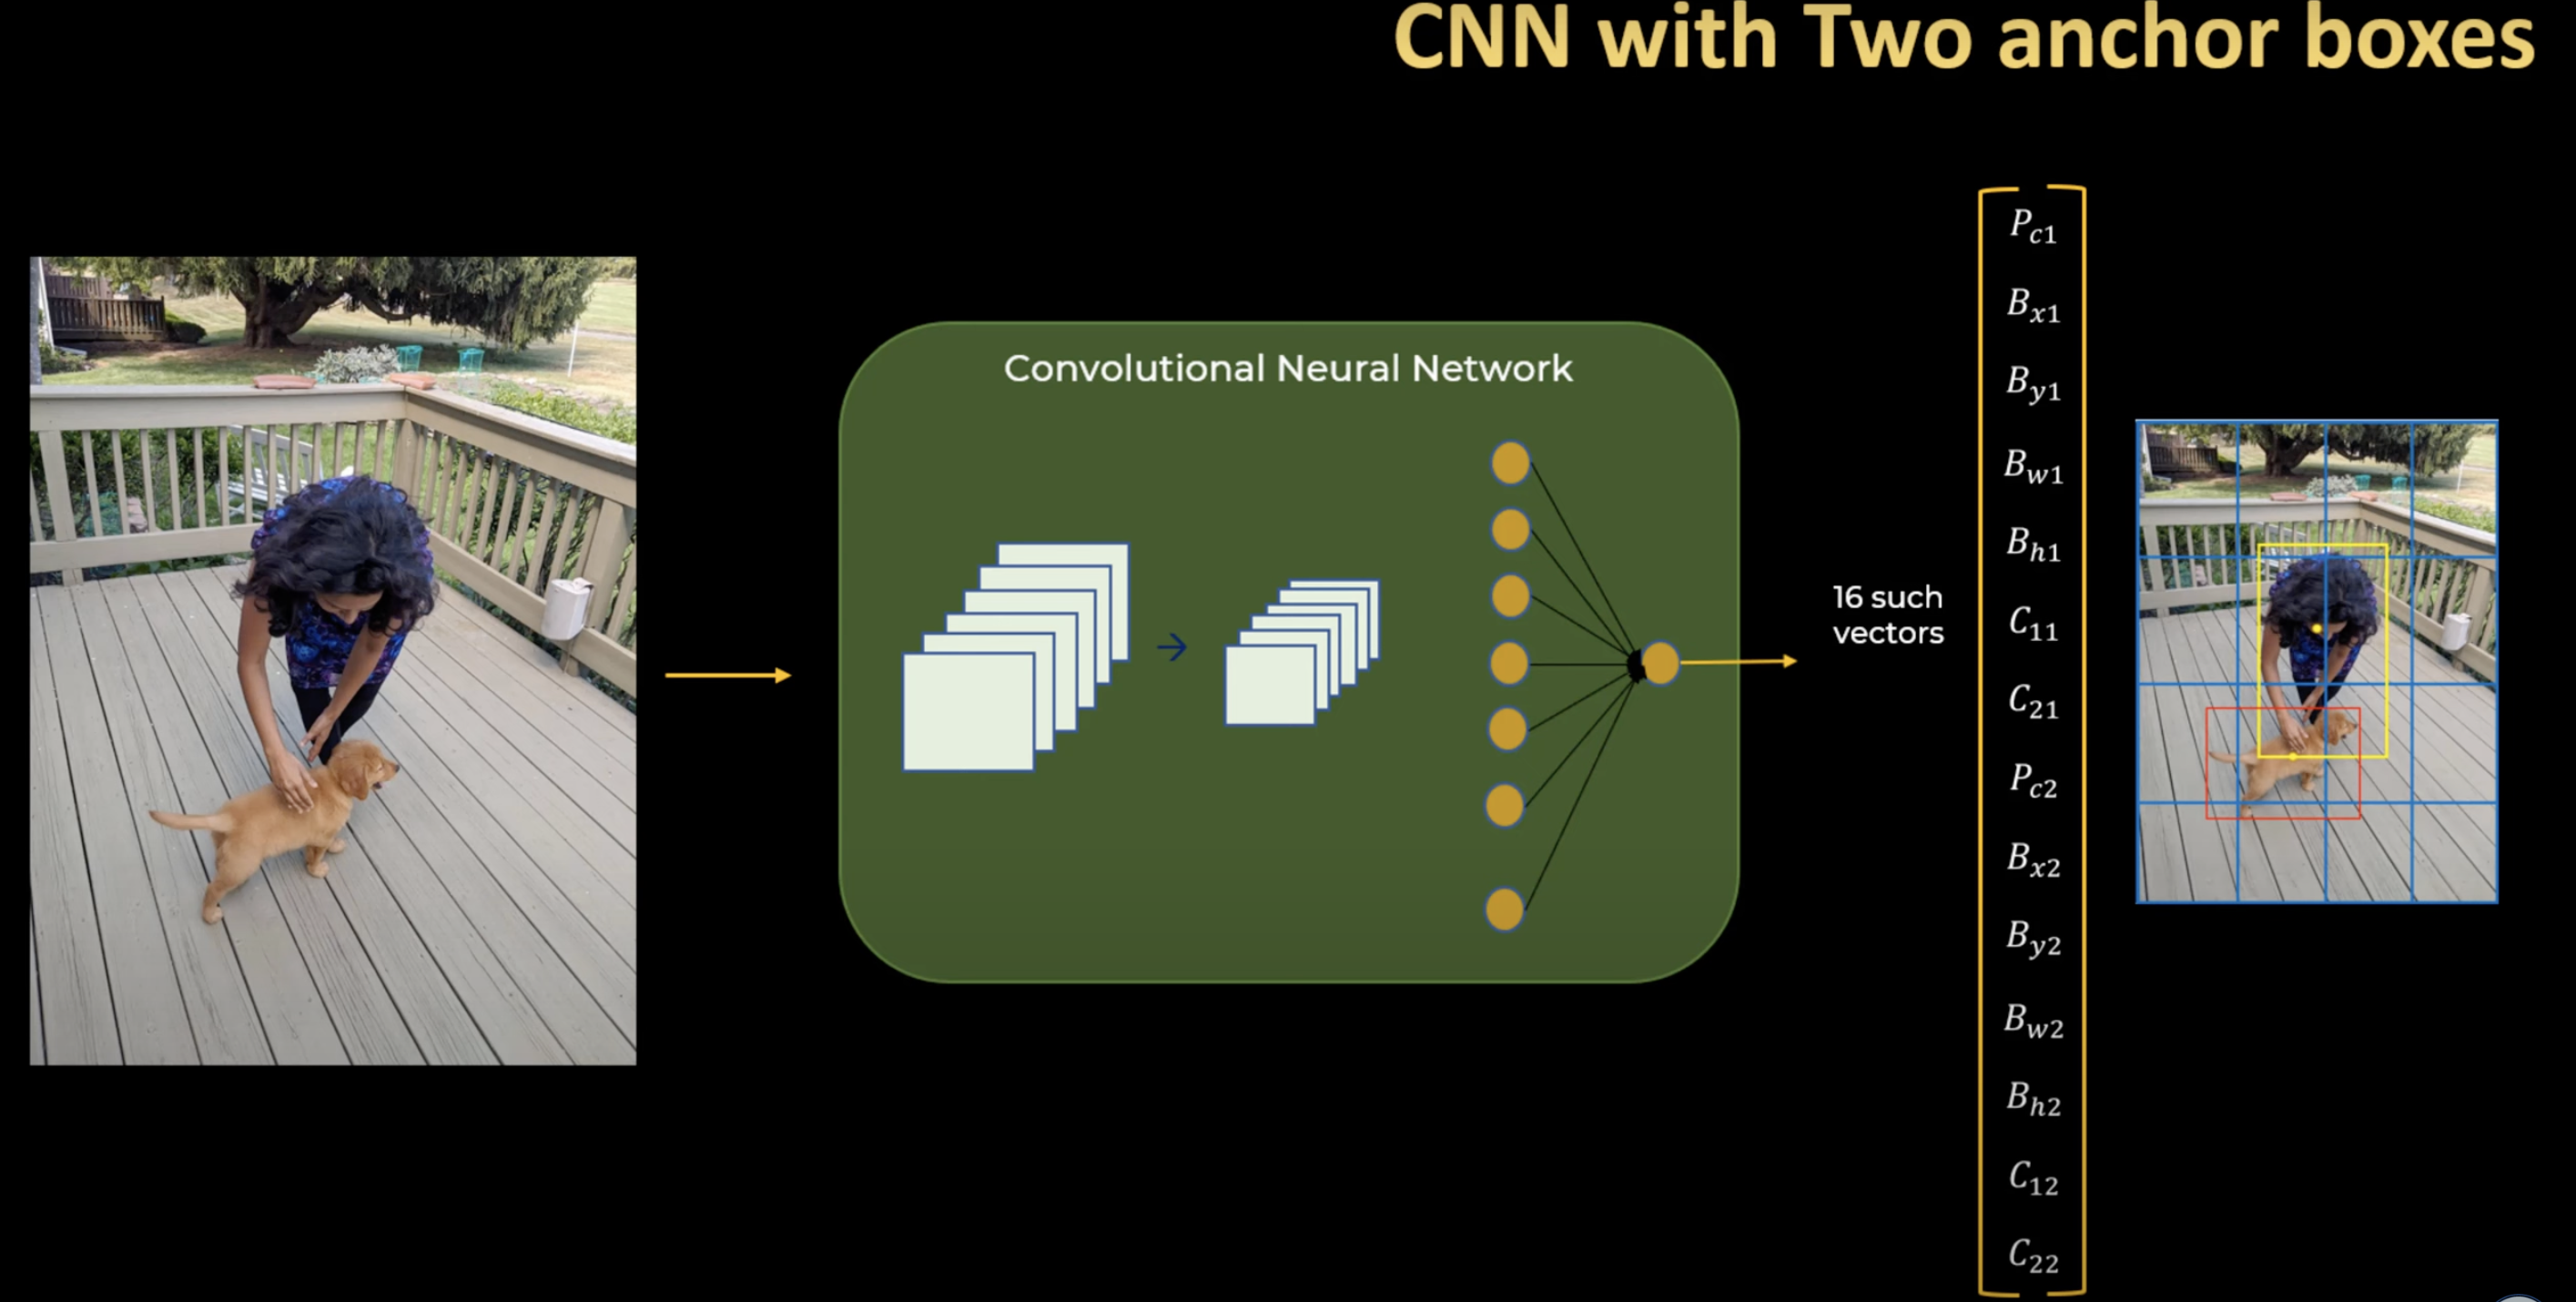 CNN with Two anchor boxes
Convolutional Neural Network
16 such
vectors
P_{c1}
B_{x1}
B_{y1}
B_{w1}
B_{h1}
C_{11}
C_{21}
P_{c2}
B_{x2}
B_{y2}
B_{w2}
B_{h2}
C_{12}
C_{22}